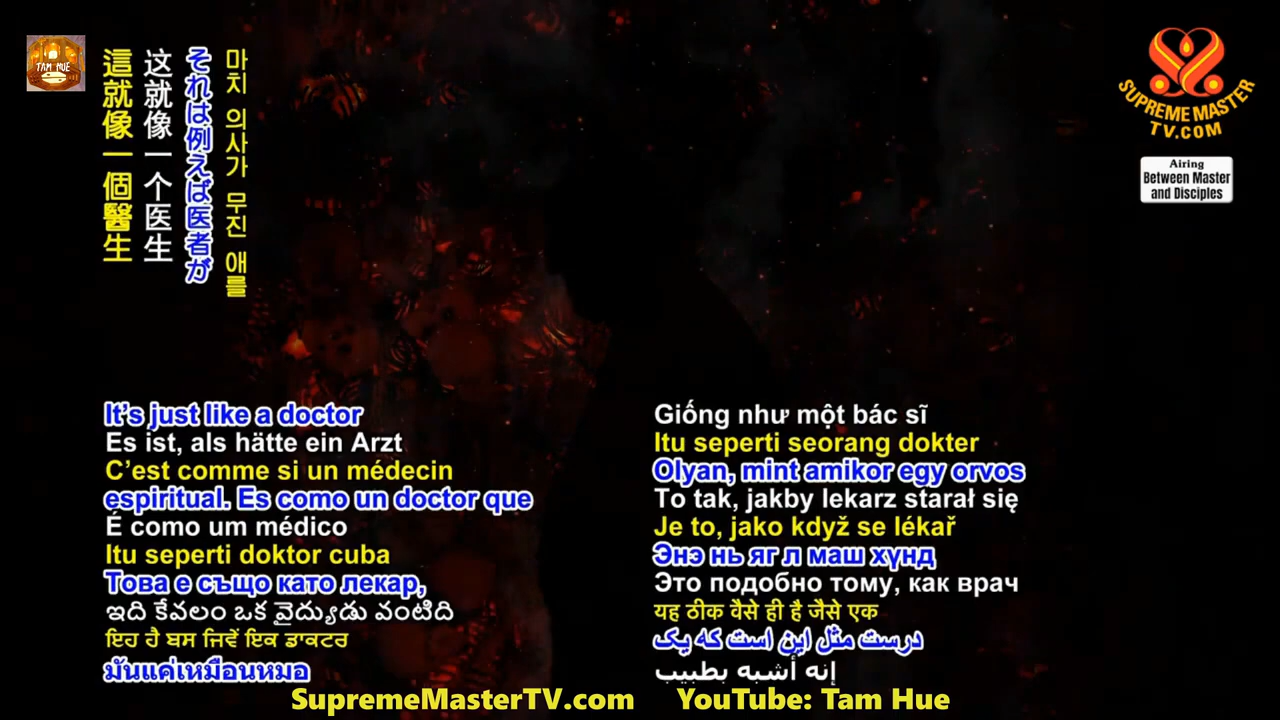 TAM HUE
這就像一個醫生
这就像一个医生
それは例えば医者が
마치 의사가 무진 애를
SUPREME MASTER
TV.COM
Airing
Between Master
and Disciples
It's just like a doctor
Es ist, als hätte ein Arzt
C'est comme si un médecin
espiritual. Es como un doctor que
É como um médico
Itu seperti doktor cuba
Това е също като лекар,
ఇది కేవలం ఒక వైద్యుడు వంటిది
ਇਹ ਹੈ ਬਸ ਜਿਵੇਂ ਇਕ ਡਾਕਟਰ
มันแค่เหมือนหมอ
Giống như một bác sĩ
Itu seperti seorang dokter
Olyan, mint amikor egy orvos
To tak, jakby lekarz starał się
Je to, jako když se lékař
Энэ нь яг л маш хүнд
Это подобно тому, как врач
यह ठीक वैसे ही है जैसे एक
درست مثل این است که یک
إنه أشبه بطبيب
SupremeMasterTV.com
YouTube: Tam Hue